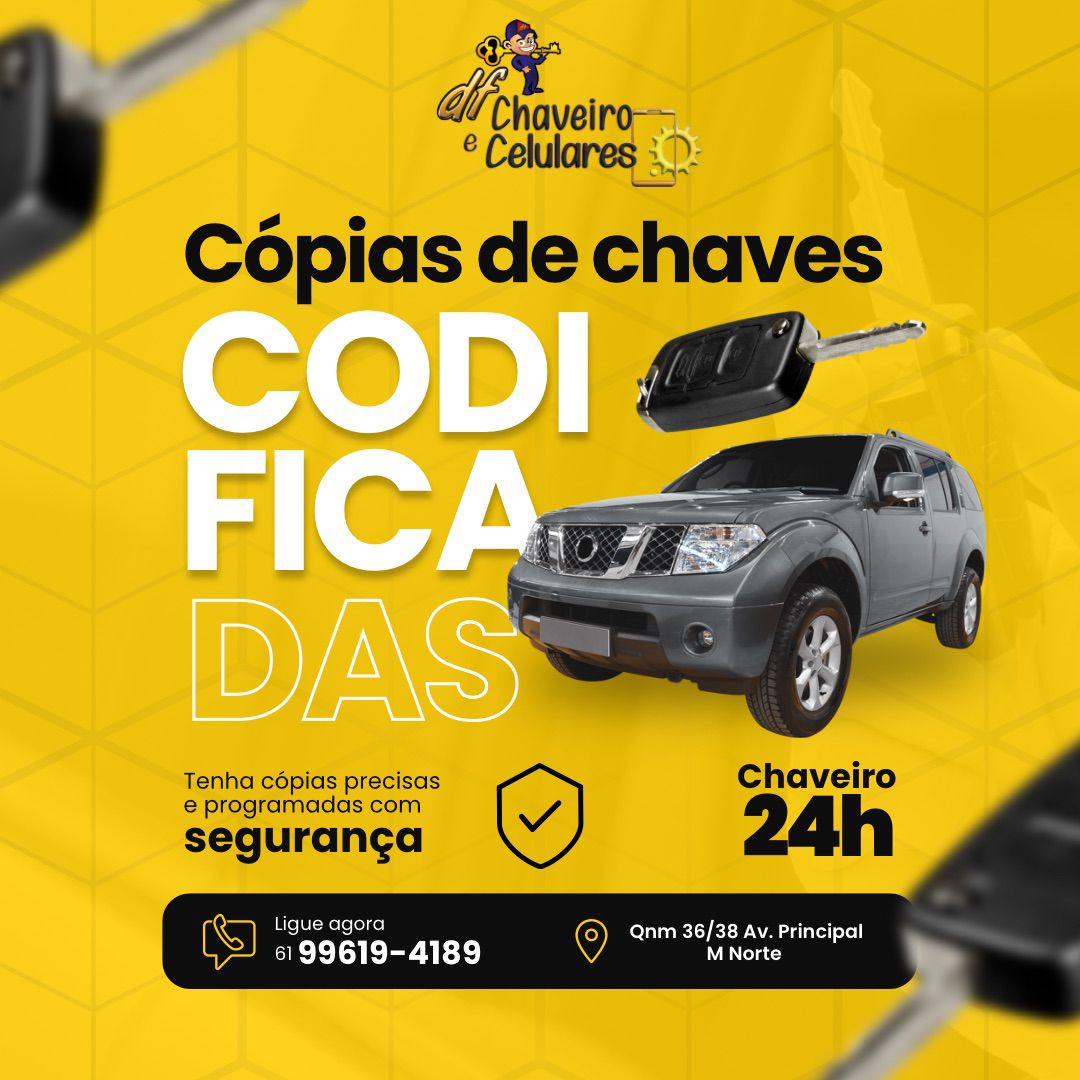 df
Chaveiro
e Celulares
Cópias de chaves
CODI
FICA
DAS
Tenha cópias precisas
e programadas com
segurança
Chaveiro
24h
Ligue agora
61 99619-4189
Qnm 36/38 Av. Principal
M Norte